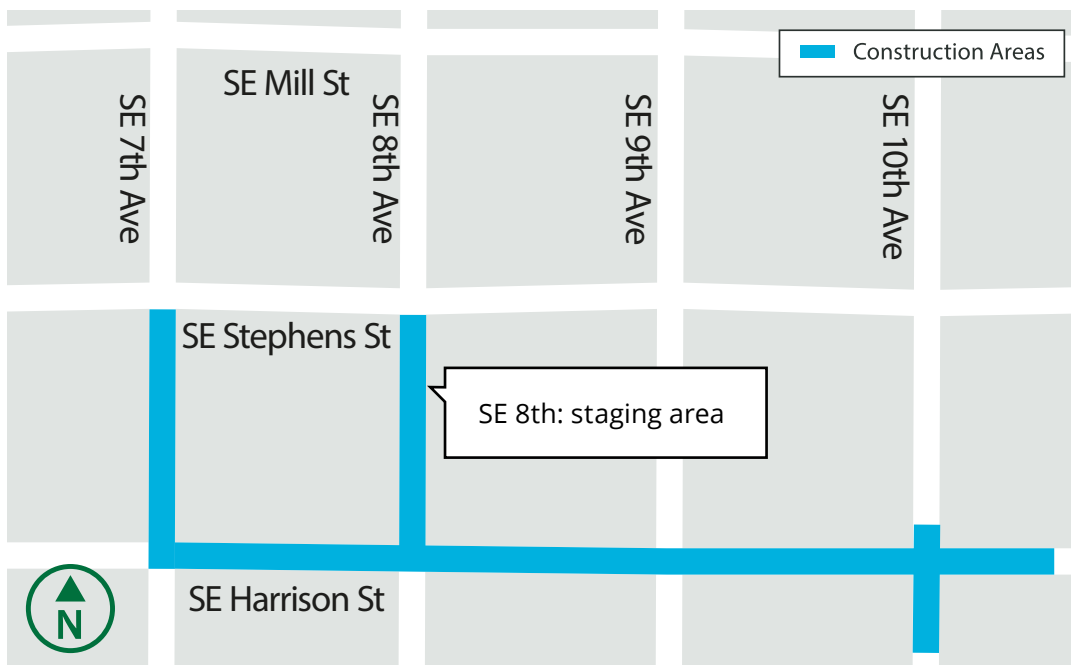 Construction Areas
SE Mill St
SE 7th Ave
SE 8th Ave
SE 9th Ave
SE 10th Ave
SE Stephens St
SE 8th: staging area
SE Harrison St
N